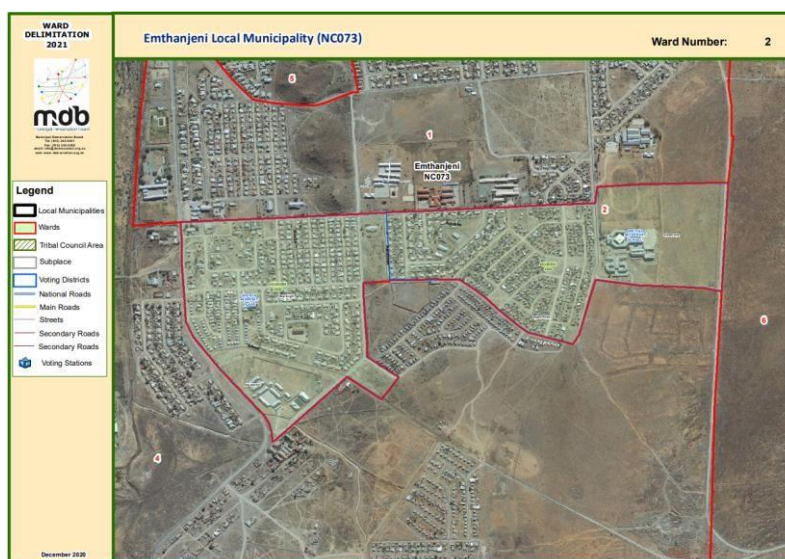 WARD
DELIMITATION
2021
mdb
Emthanjeni Local Municipality (NC073)
Ward Number: 2
Legend
Local Municipalities
Wards
Tribal Council Area
Subplace
Voting Districts
National Roads
Main Roads
Streets
Secondary Roads
Secondary Roads
Voting Stations
December 2020
5
1
Emthanjeni
NC073
2
6
4